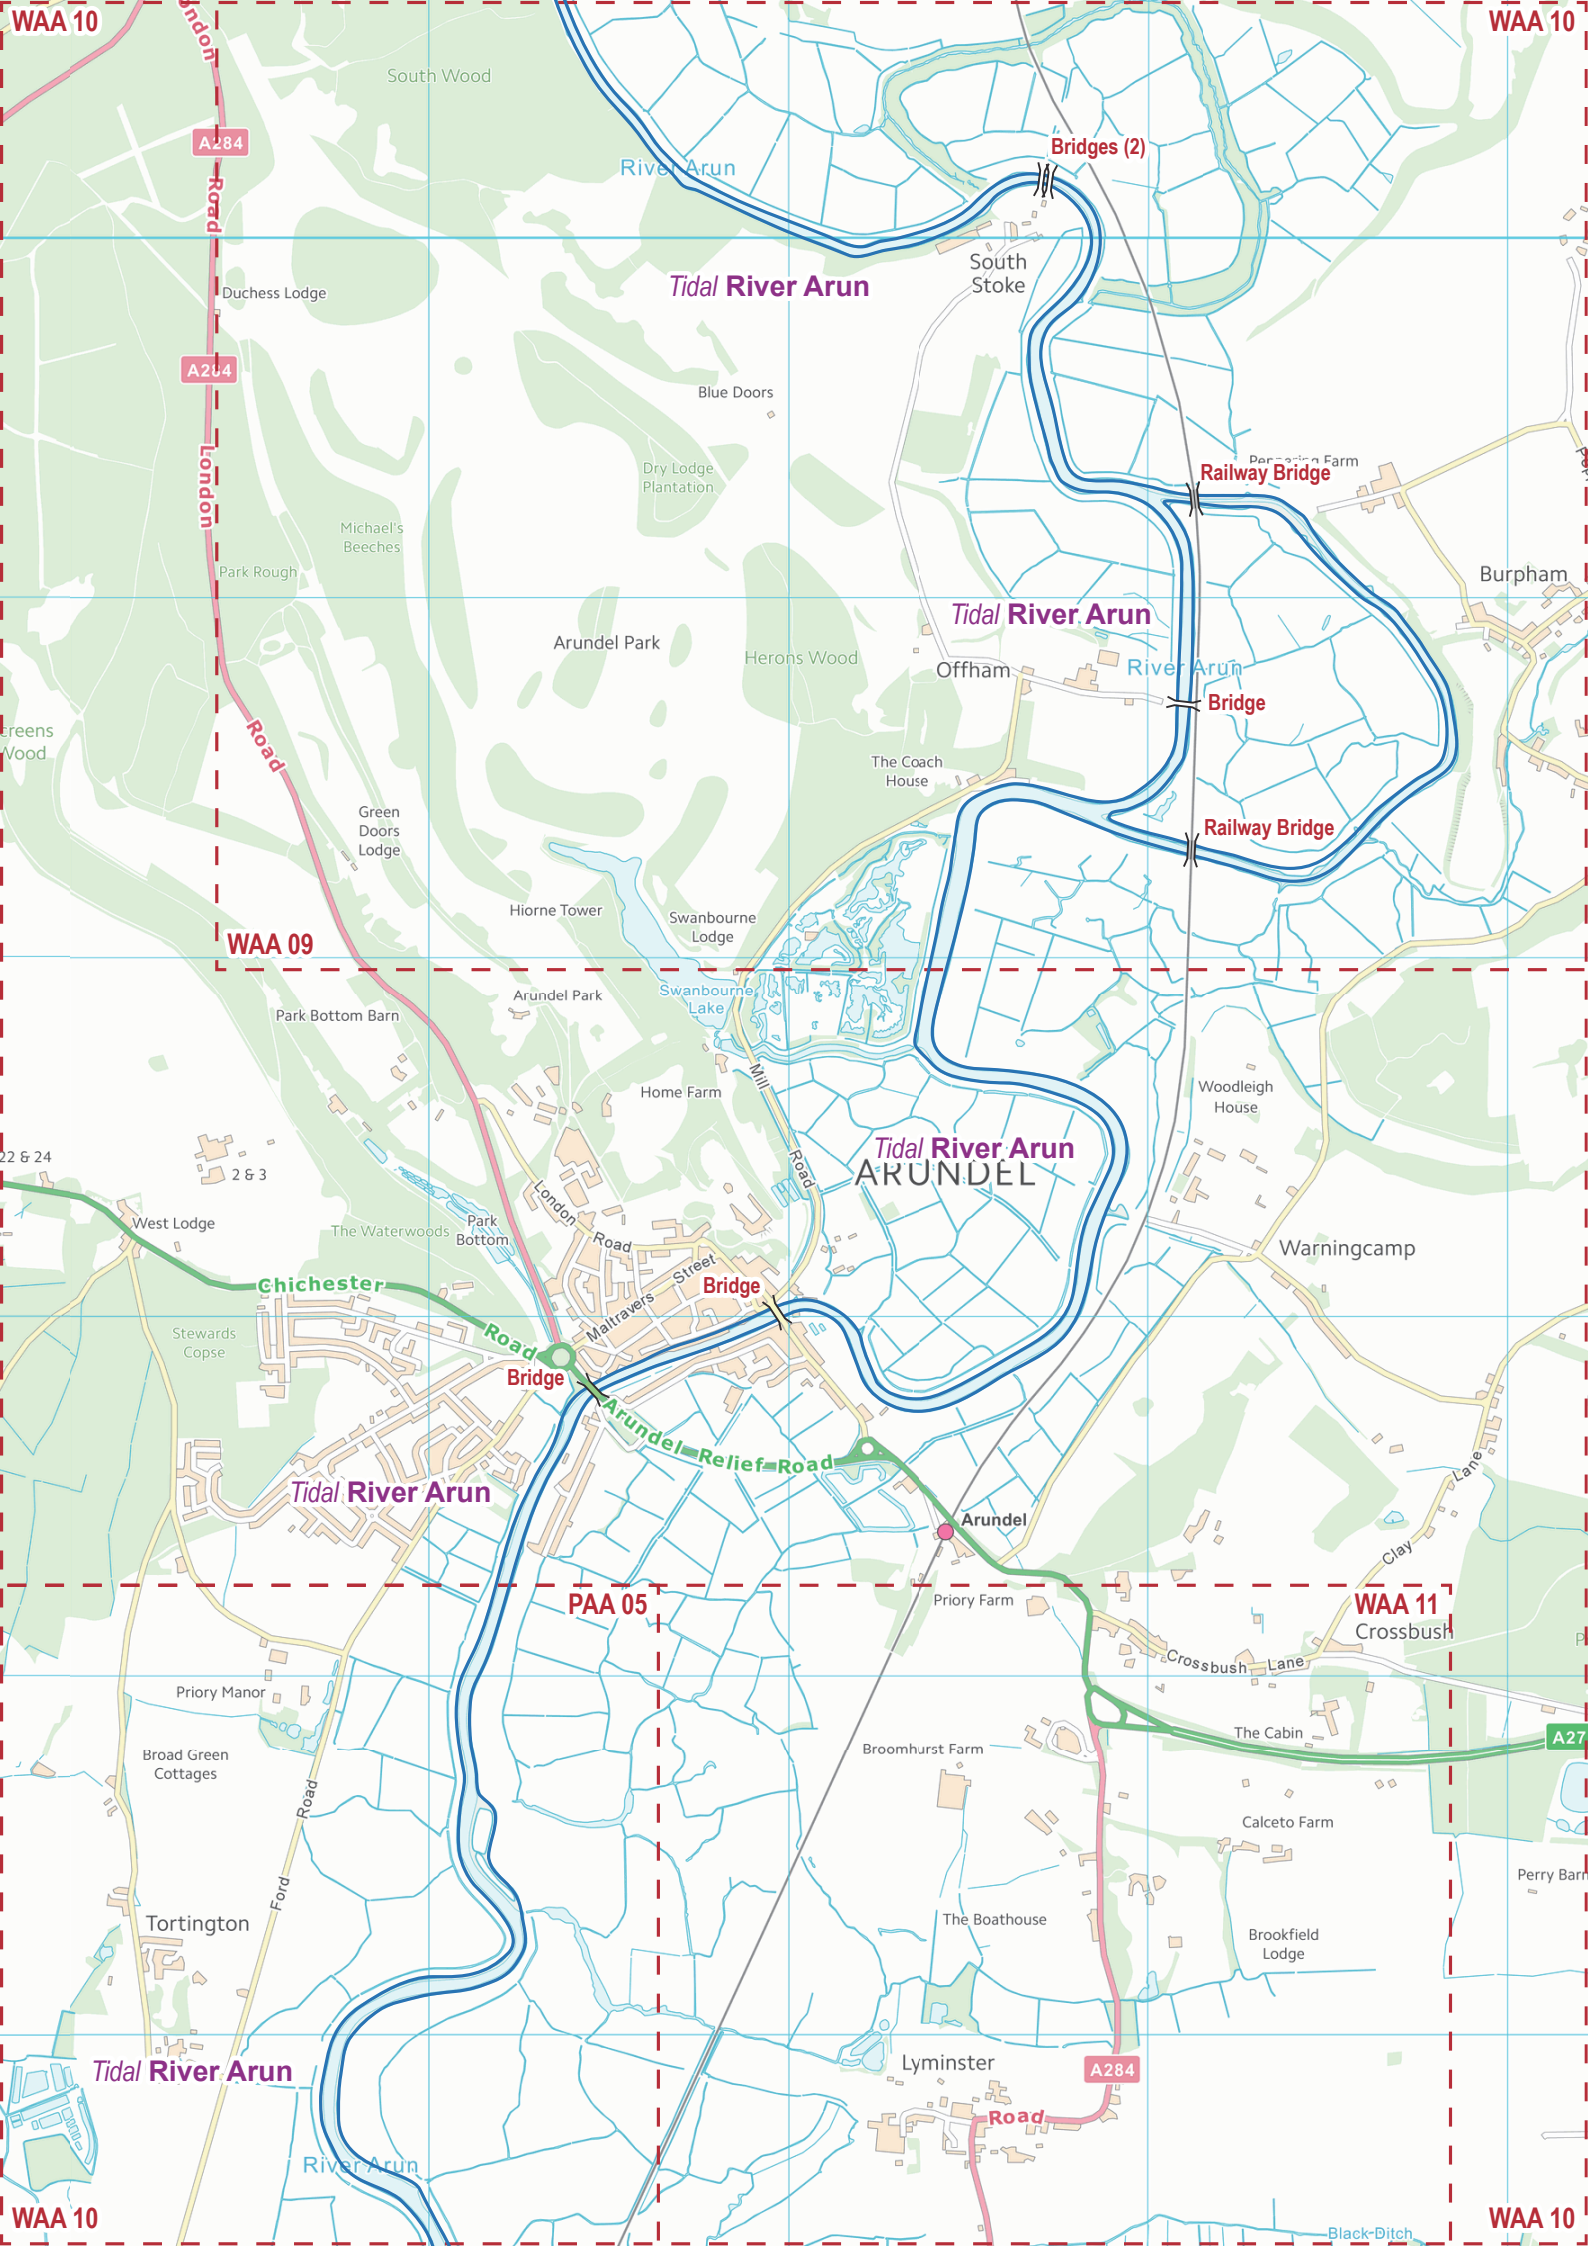 WAA 10
WAA 10
London
South Wood
A284
Road
River Arun
Bridges (2)
South
Stoke
Tidal River Arun
Duchess Lodge
A284
Blue Doors
London
Dry Lodge
Plantation
Farm
Railway Bridge
Michael's
Beeches
Park Rough
Burpham
Tidal River Arun
Arundel Park
Herons Wood
Offham
River Arun
Bridge
creens
Wood
Road
The Coach
House
Green
Doors
Lodge
Railway Bridge
Hiorne Tower
Swanbourne
Lodge
WAA 09
Swanbourne
Lake
Arundel Park
Park Bottom Barn
Mill
Home Farm
Woodleigh
House
22 & 24
2 & 3
Tidal River Arun
ARUNDEL
Road
London
Road
West Lodge
The Waterwoods
Park
Bottom
Warningcamp
Street
Chichester
Bridge
Maltravers
Stewards
Copse
Road
Bridge
Arundel Relief Road
Tidal River Arun
Lane
Arundel
Clay
PAA 05
Priory Farm
WAA 11
Crossbush
Crossbush Lane
Priory Manor
The Cabin
A27
Broad Green
Cottages
Broomhurst Farm
Road
Calceto Farm
Perry Barn
Ford
Tortington
The Boathouse
Brookfield
Lodge
Lyminster
A284
Tidal River Arun
Road
River Arun
WAA 10
WAA 10
Black Ditch